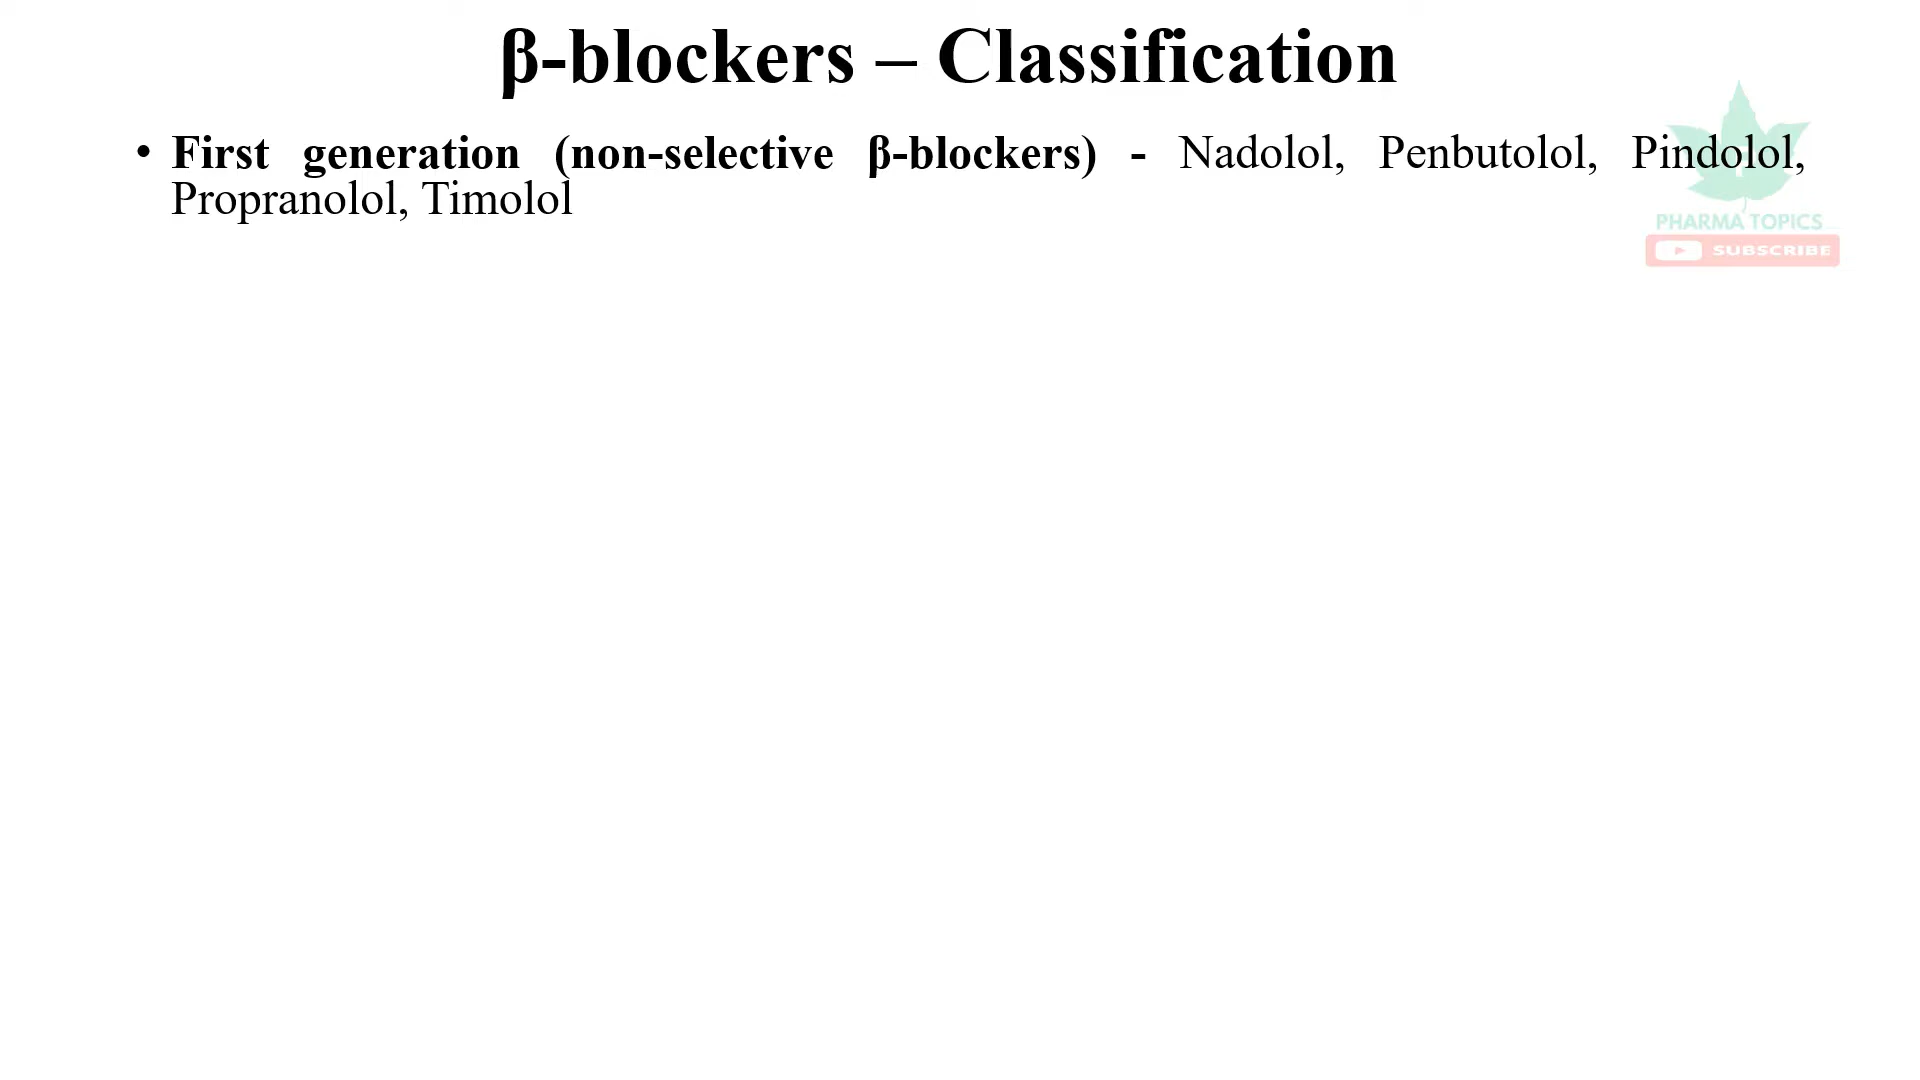 β-blockers – Classification
• First generation (non-selective β-blockers) - Nadolol, Penbutolol, Pindolol,
Propranolol, Timolol
PHARMA TOPICS
SUBSCRIBE